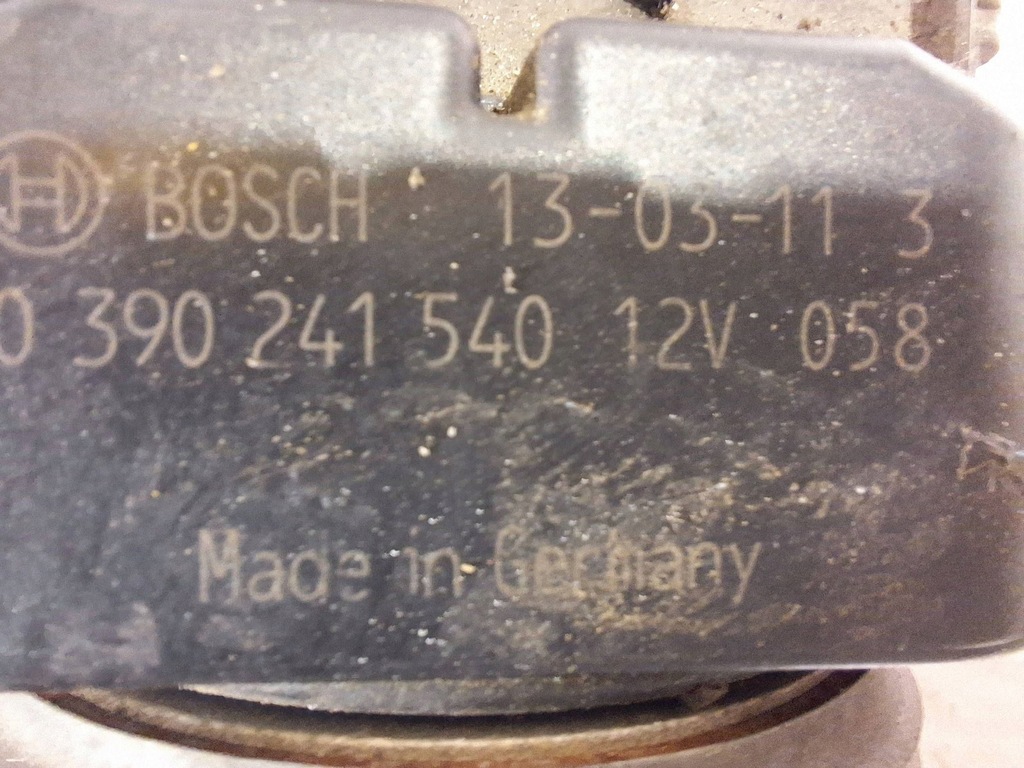 BOSCH 13-03-11 3
0 390 241 540 12V 058
Made in Germany